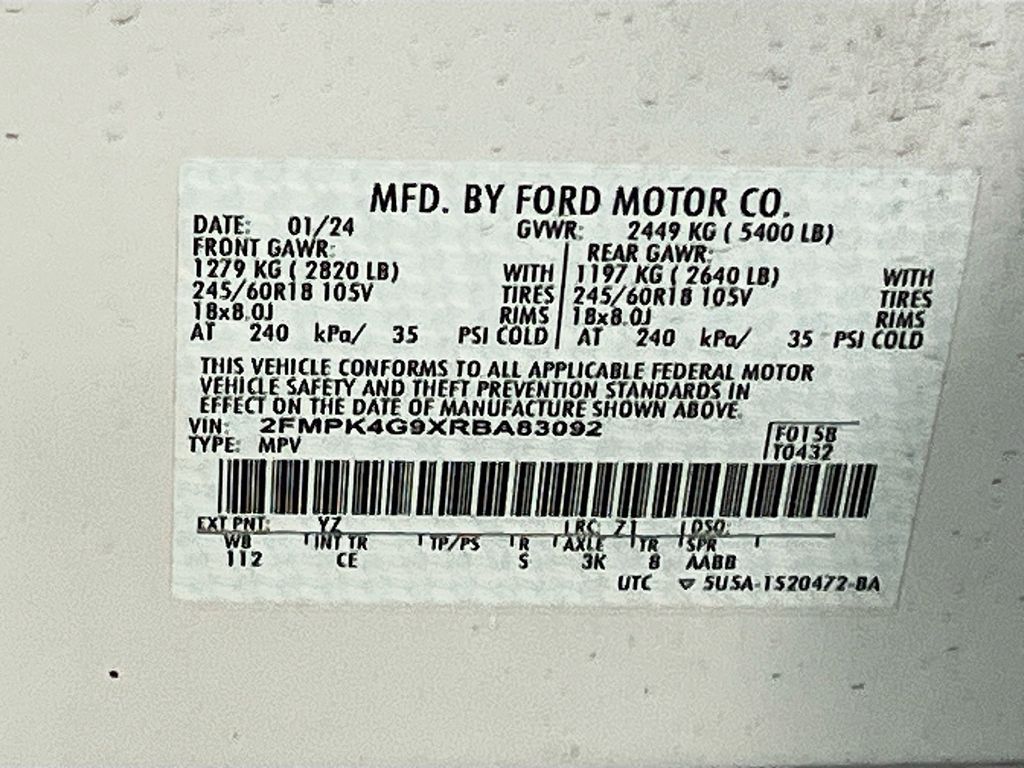 MFD. BY FORD MOTOR CO.
DATE: 01/24 GVWR: 2449 KG ( 5400 LB)
FRONT GAWR: REAR GAWR:
1279 KG ( 2820 LB) WITH 1197 KG ( 2640 LB) WITH
245/60R18 105V TIRES 245/60R18 105V TIRES
18x8.0J RIMS 18x8.0J RIMS
AT 240 kPa/ 35 PSI COLD AT 240 kPa/ 35 PSI COLD
THIS VEHICLE CONFORMS TO ALL APPLICABLE FEDERAL MOTOR
VEHICLE SAFETY AND THEFT PREVENTION STANDARDS IN
EFFECT ON THE DATE OF MANUFACTURE SHOWN ABOVE.
VIN: 2FMPK4G9XRBA83092 F0158
TYPE: MPV T0432
EXT PNT: YZ RC: 71 DSO:
WB INT TR TP/PS R AXLE TR SPR
112 CE S 3K 8 AABB
UTC ▽ 5U5A-1520472-BA